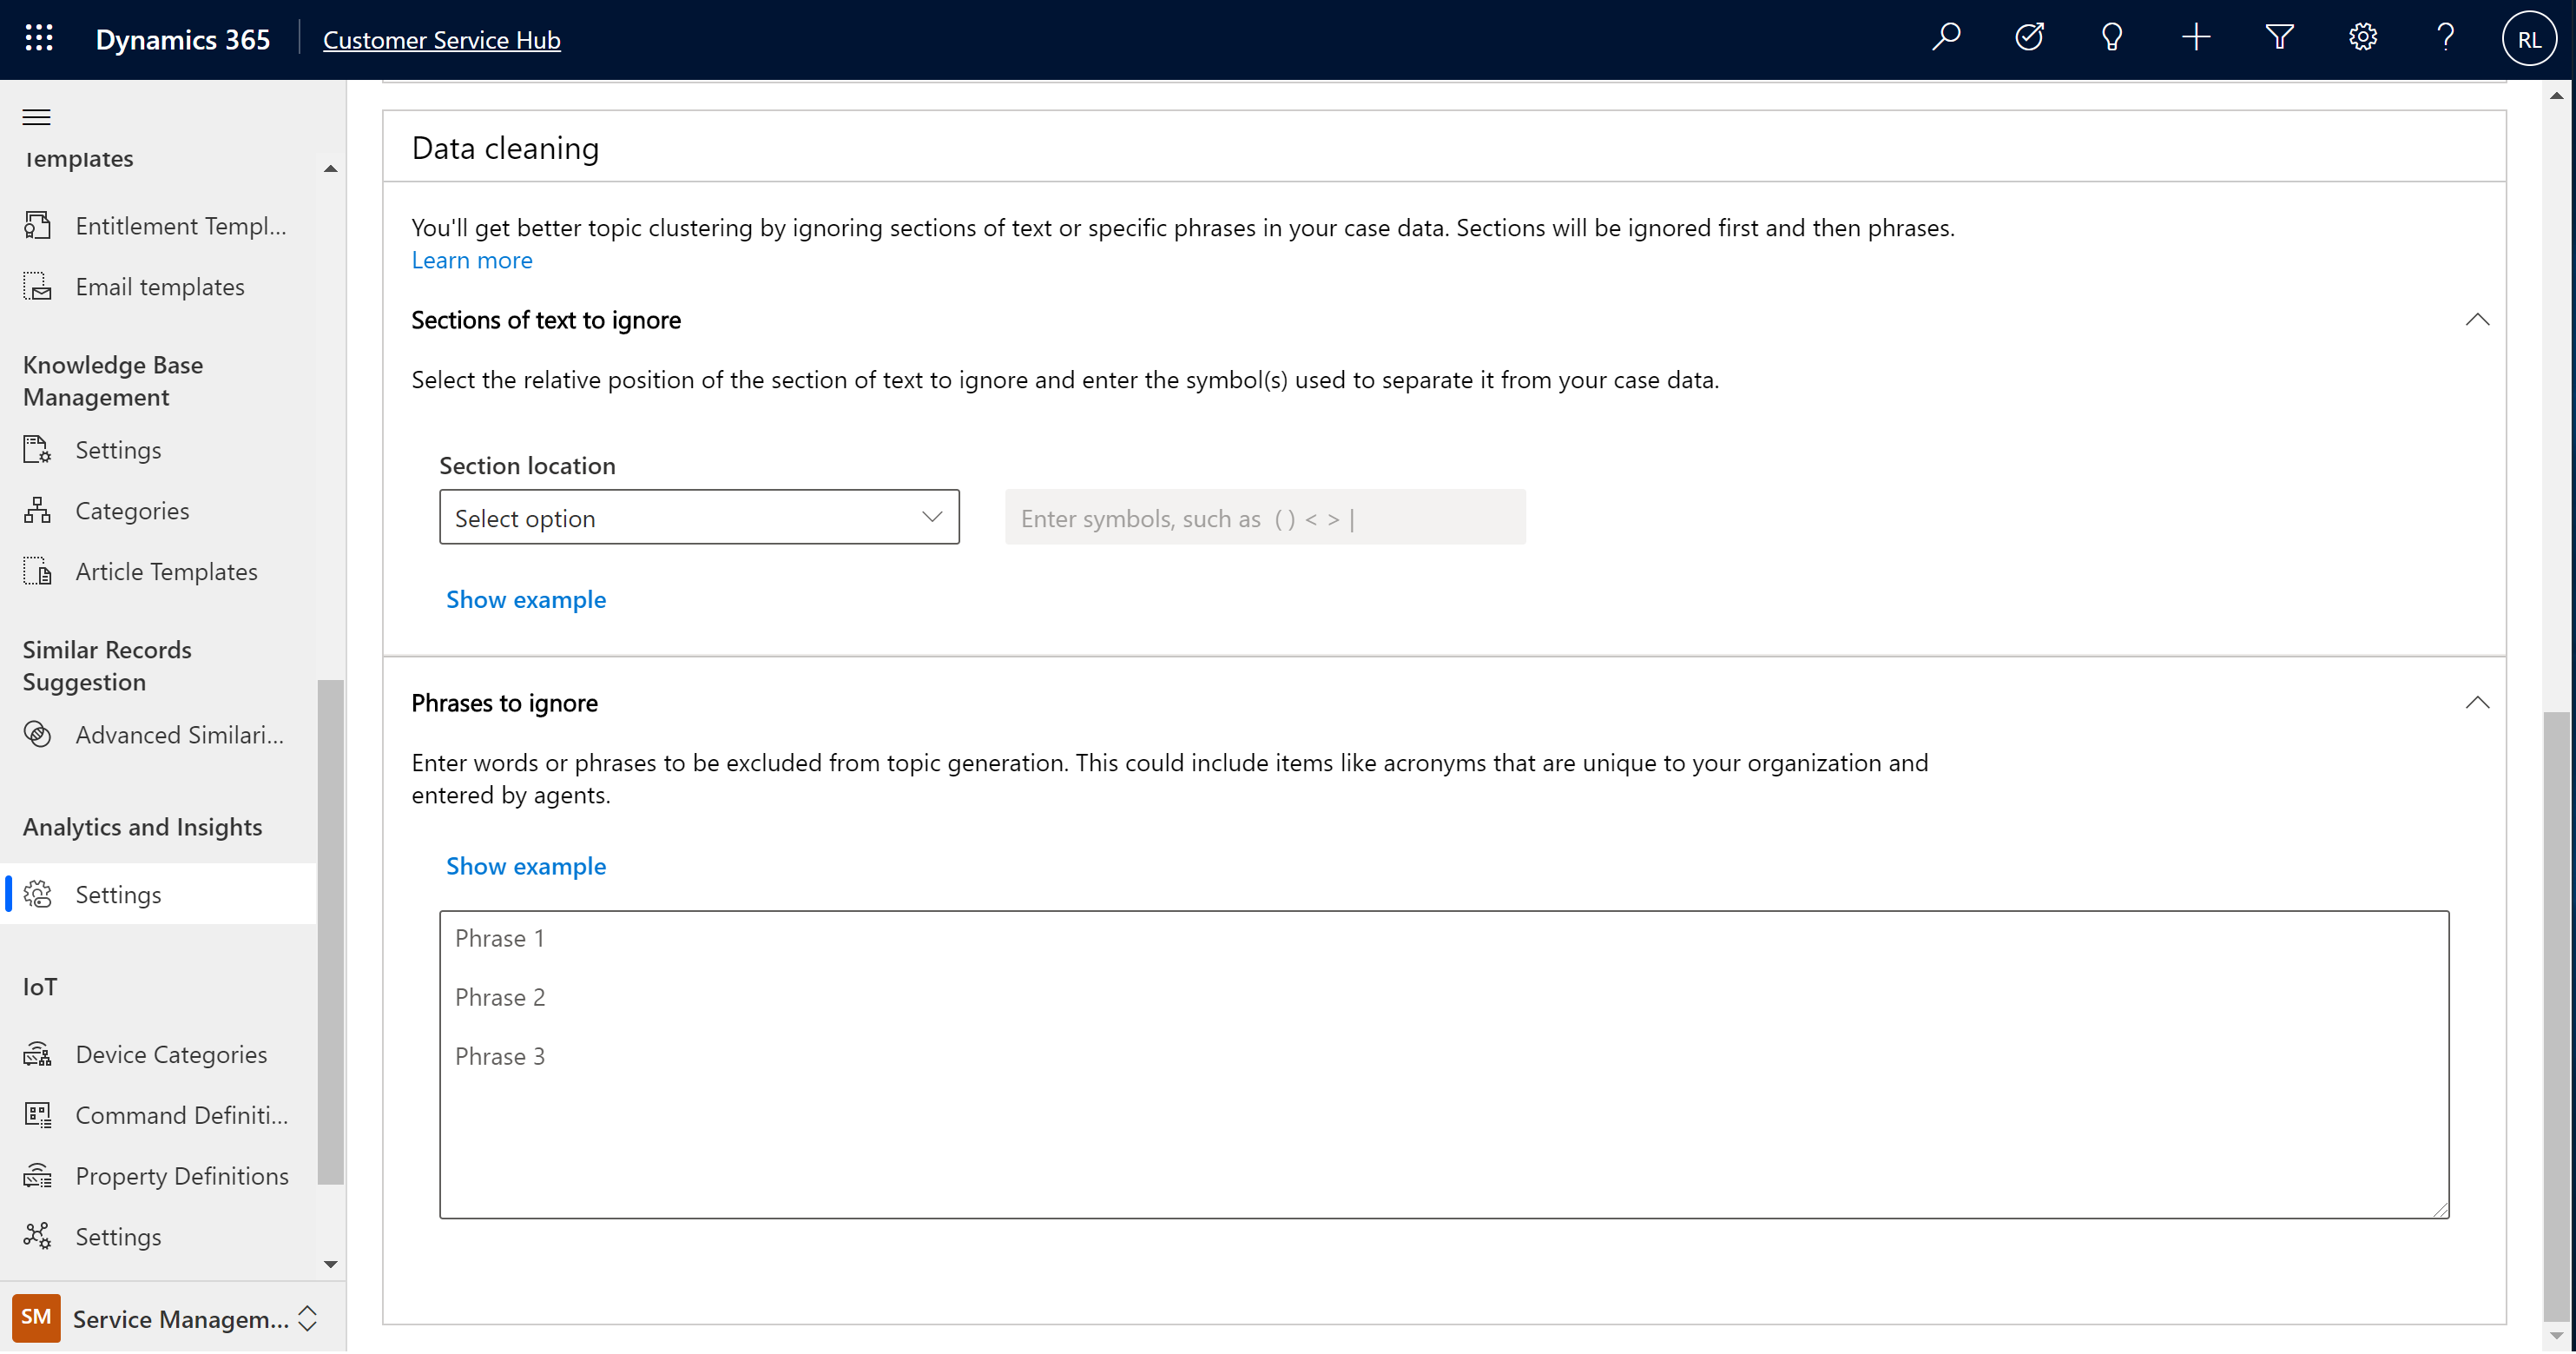 Dynamics 365
Customer Service Hub
RL
Templates
Entitlement Templ...
Email templates
Knowledge Base
Management
Settings
Categories
Article Templates
Similar Records
Suggestion
Advanced Similari...
Analytics and Insights
Settings
IoT
Device Categories
Command Definiti...
Property Definitions
Settings
SM
Service Managem...
Data cleaning
You'll get better topic clustering by ignoring sections of text or specific phrases in your case data. Sections will be ignored first and then phrases.
Learn more
Sections of text to ignore
Select the relative position of the section of text to ignore and enter the symbol(s) used to separate it from your case data.
Section location
Select option
Enter symbols, such as ( ) < > |
Show example
Phrases to ignore
Enter words or phrases to be excluded from topic generation. This could include items like acronyms that are unique to your organization and
entered by agents.
Show example
Phrase 1
Phrase 2
Phrase 3